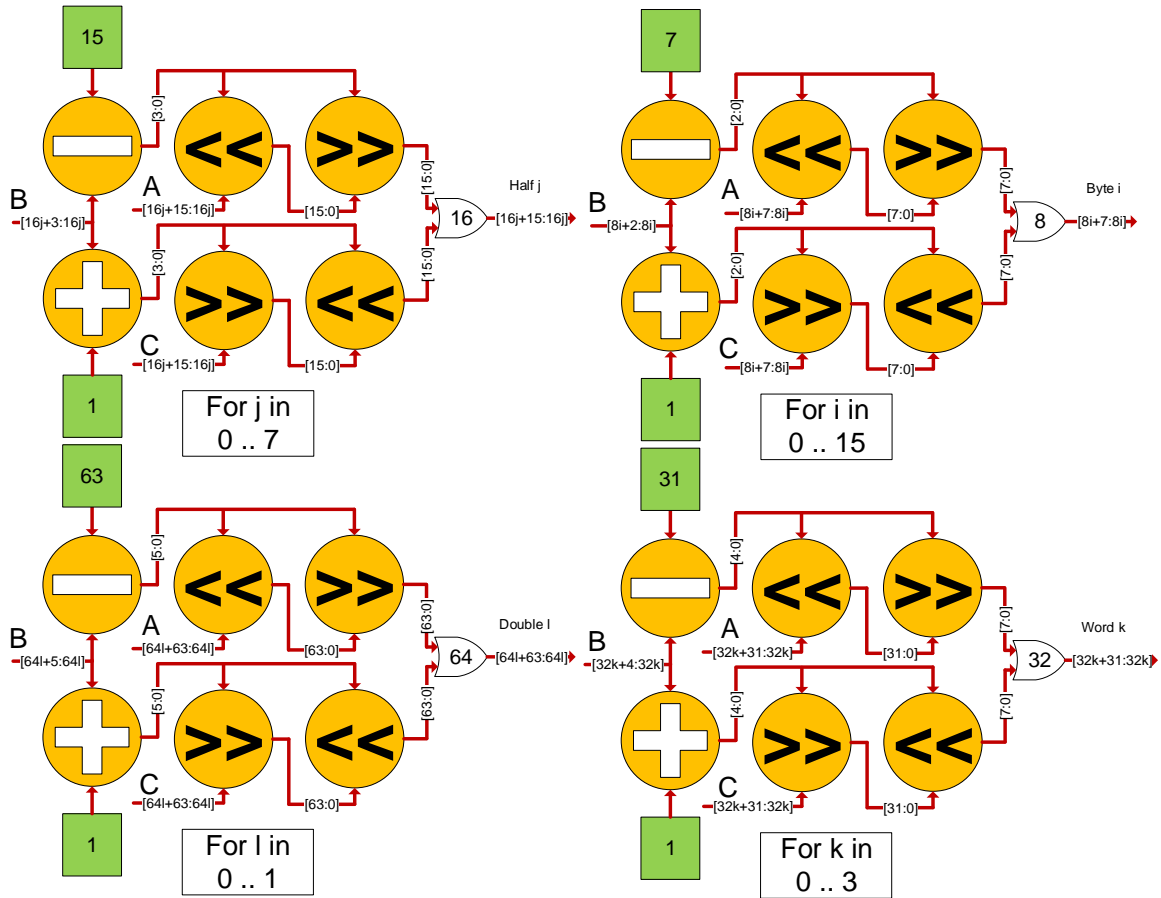 15
[3:0]
<<
>>
B
[16j+3:16j]
A
[16j+15:16j]
[15:0]
[15:0]
Half j
16
[16j+15:16j]
[3:0]
>>
<<
[15:0]
C
[16j+15:16j]
[15:0]
1
For j in
0 .. 7
7
[2:0]
<<
>>
B
[8i+2:8i]
A
[8i+7:8i]
[7:0]
[7:0]
Byte i
8
[8i+7:8i]
[2:0]
>>
<<
[7:0]
C
[8i+7:8i]
[7:0]
1
For i in
0 .. 15
63
[5:0]
<<
>>
B
[64l+5:64l]
A
[64l+63:64l]
[63:0]
[63:0]
Double l
64
[64l+63:64l]
[5:0]
>>
<<
[63:0]
C
[64l+63:64l]
[63:0]
1
For l in
0 .. 1
31
[4:0]
<<
>>
B
[32k+4:32k]
A
[32k+31:32k]
[31:0]
[7:0]
Word k
32
[32k+31:32k]
[4:0]
>>
<<
[7:0]
C
[32k+31:32k]
[31:0]
1
For k in
0 .. 3